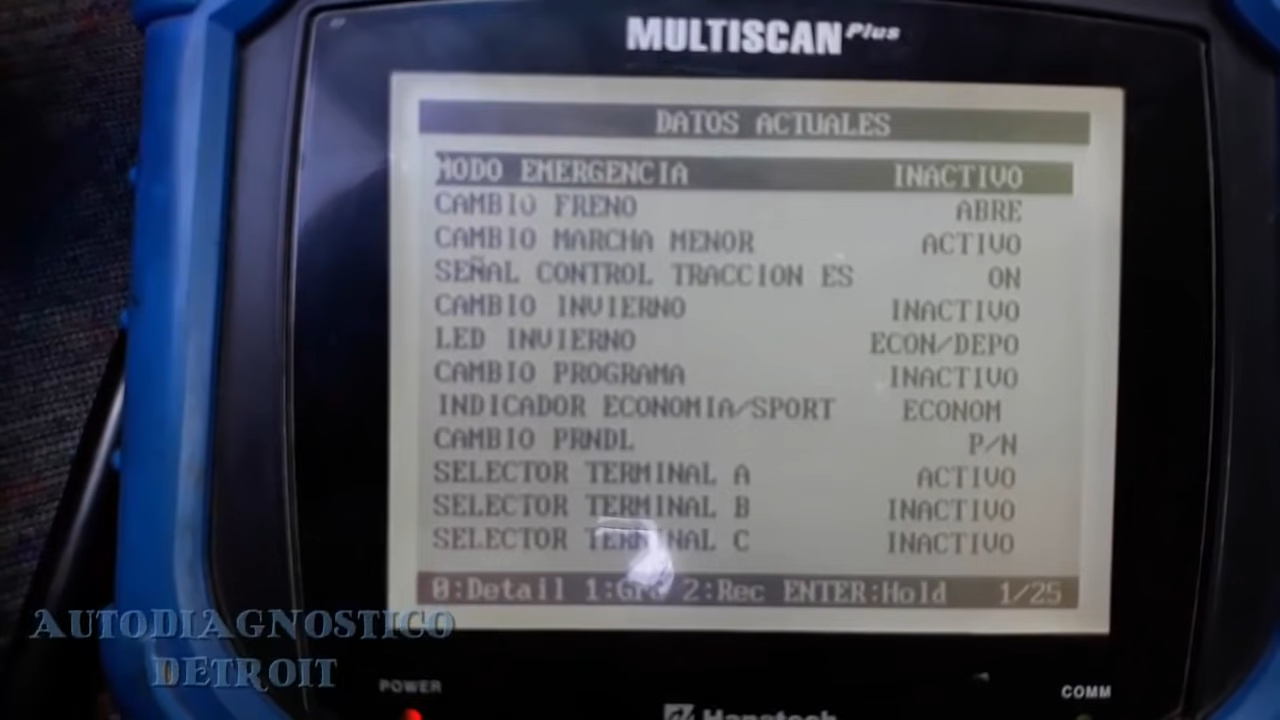 MULTISCAN Plus
DATOS ACTUALES
MODO EMERGENCIA INACTIVO
CAMBIO FRENO ABRE
CAMBIO MARCHA MENOR ACTIVO
SEÑAL CONTROL TRACCION ES ON
CAMBIO INVIERNO INACTIVO
LED INVIERNO ECON/DEPO
CAMBIO PROGRAMA INACTIVO
INDICADOR ECONOMIA/SPORT ECONOM
CAMBIO PRNDL P/N
SELECTOR TERMINAL A ACTIVO
SELECTOR TERMINAL B INACTIVO
SELECTOR TERMINAL C INACTIVO
0:Detail 2:Rec ENTER:Hold 1/25
AUTODIAGNOSTICO
DETROIT
POWER
COMM